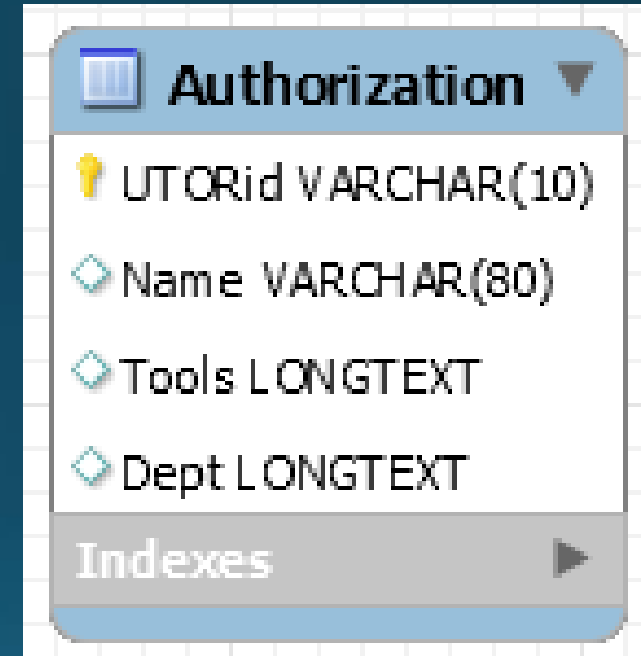 Authorization
UTORid VARCHAR(10)
Name VARCHAR(80)
Tools LONGTEXT
Dept LONGTEXT
Indexes